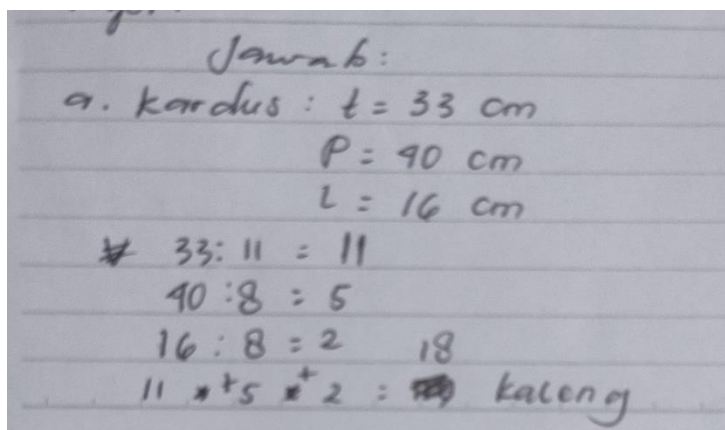 Jawab:
a. kardus : t = 33 cm
P = 40 cm
l = 16 cm
33 : 11 = 11
40 : 8 = 5
16 : 8 = 2
11 + 5 + 2 = 18 kaleng